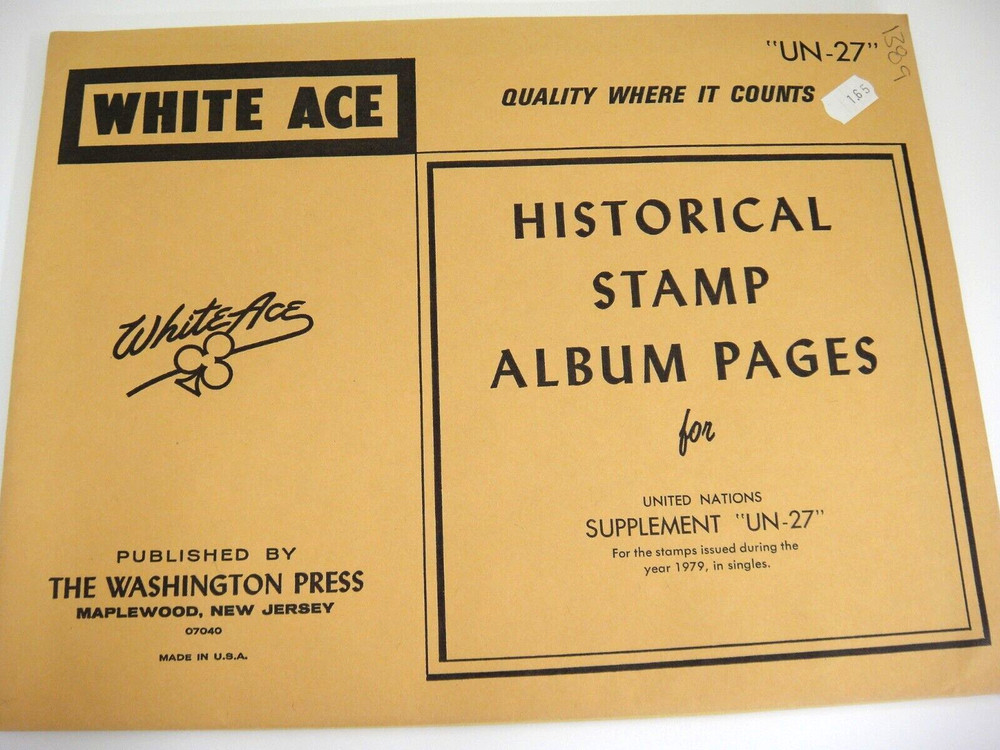 "UN-27"
1389
WHITE ACE
QUALITY WHERE IT COUNTS
1.65
HISTORICAL
STAMP
ALBUM PAGES
for
UNITED NATIONS
SUPPLEMENT "UN-27"
For the stamps issued during the
year 1979, in singles.
White Ace
PUBLISHED BY
THE WASHINGTON PRESS
MAPLEWOOD, NEW JERSEY
07040
MADE IN U.S.A.